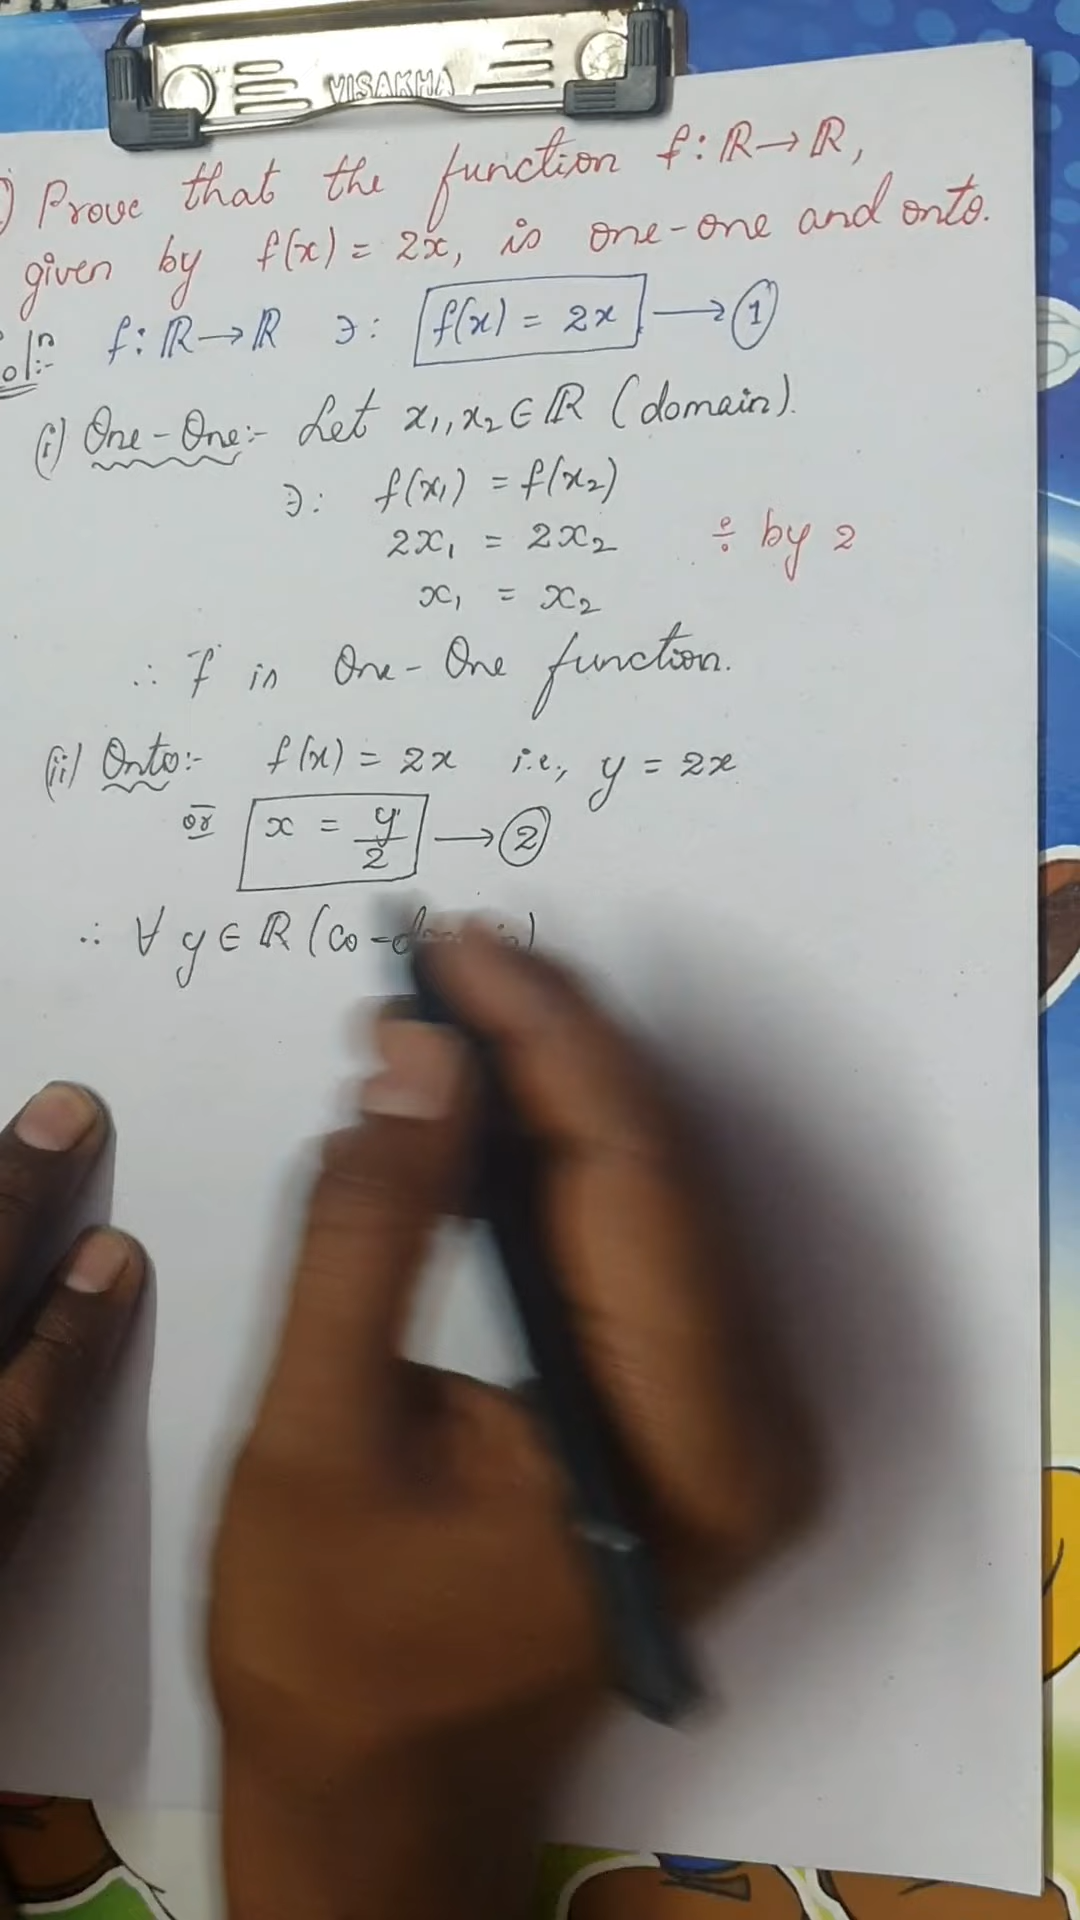 VISAKHA
) Prove that the function f : ℝ → ℝ,
given by f(x) = 2x, is one-one and onto.
Soln:- f : ℝ → ℝ ∋: f(x) = 2x → ①
(i) One-One:- Let x₁, x₂ ∈ ℝ (domain).
∋: f(x₁) = f(x₂)
2x₁ = 2x₂ ÷ by 2
x₁ = x₂
∴ f is One-One function.
(ii) Onto:- f(x) = 2x i.e., y = 2x
or x = y/2 → ②
∴ ∀ y ∈ ℝ (co-domain)